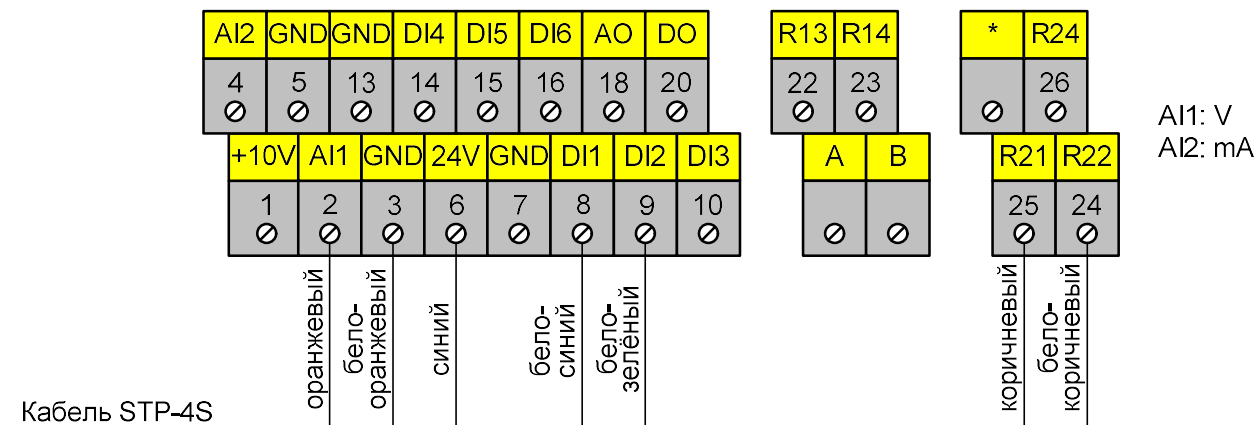 AI2 GND GND DI4 DI5 DI6 AO DO R13 R14 * R24
4 5 13 14 15 16 18 20 22 23 26
AI1: V
AI2: mA
+10V AI1 GND 24V GND DI1 DI2 DI3 A B R21 R22
1 2 3 6 7 8 9 10 25 24
оранжевый
бело-
оранжевый
синий
бело-
синий
бело-
зелёный
коричневый
бело-
коричневый
Кабель STP-4S